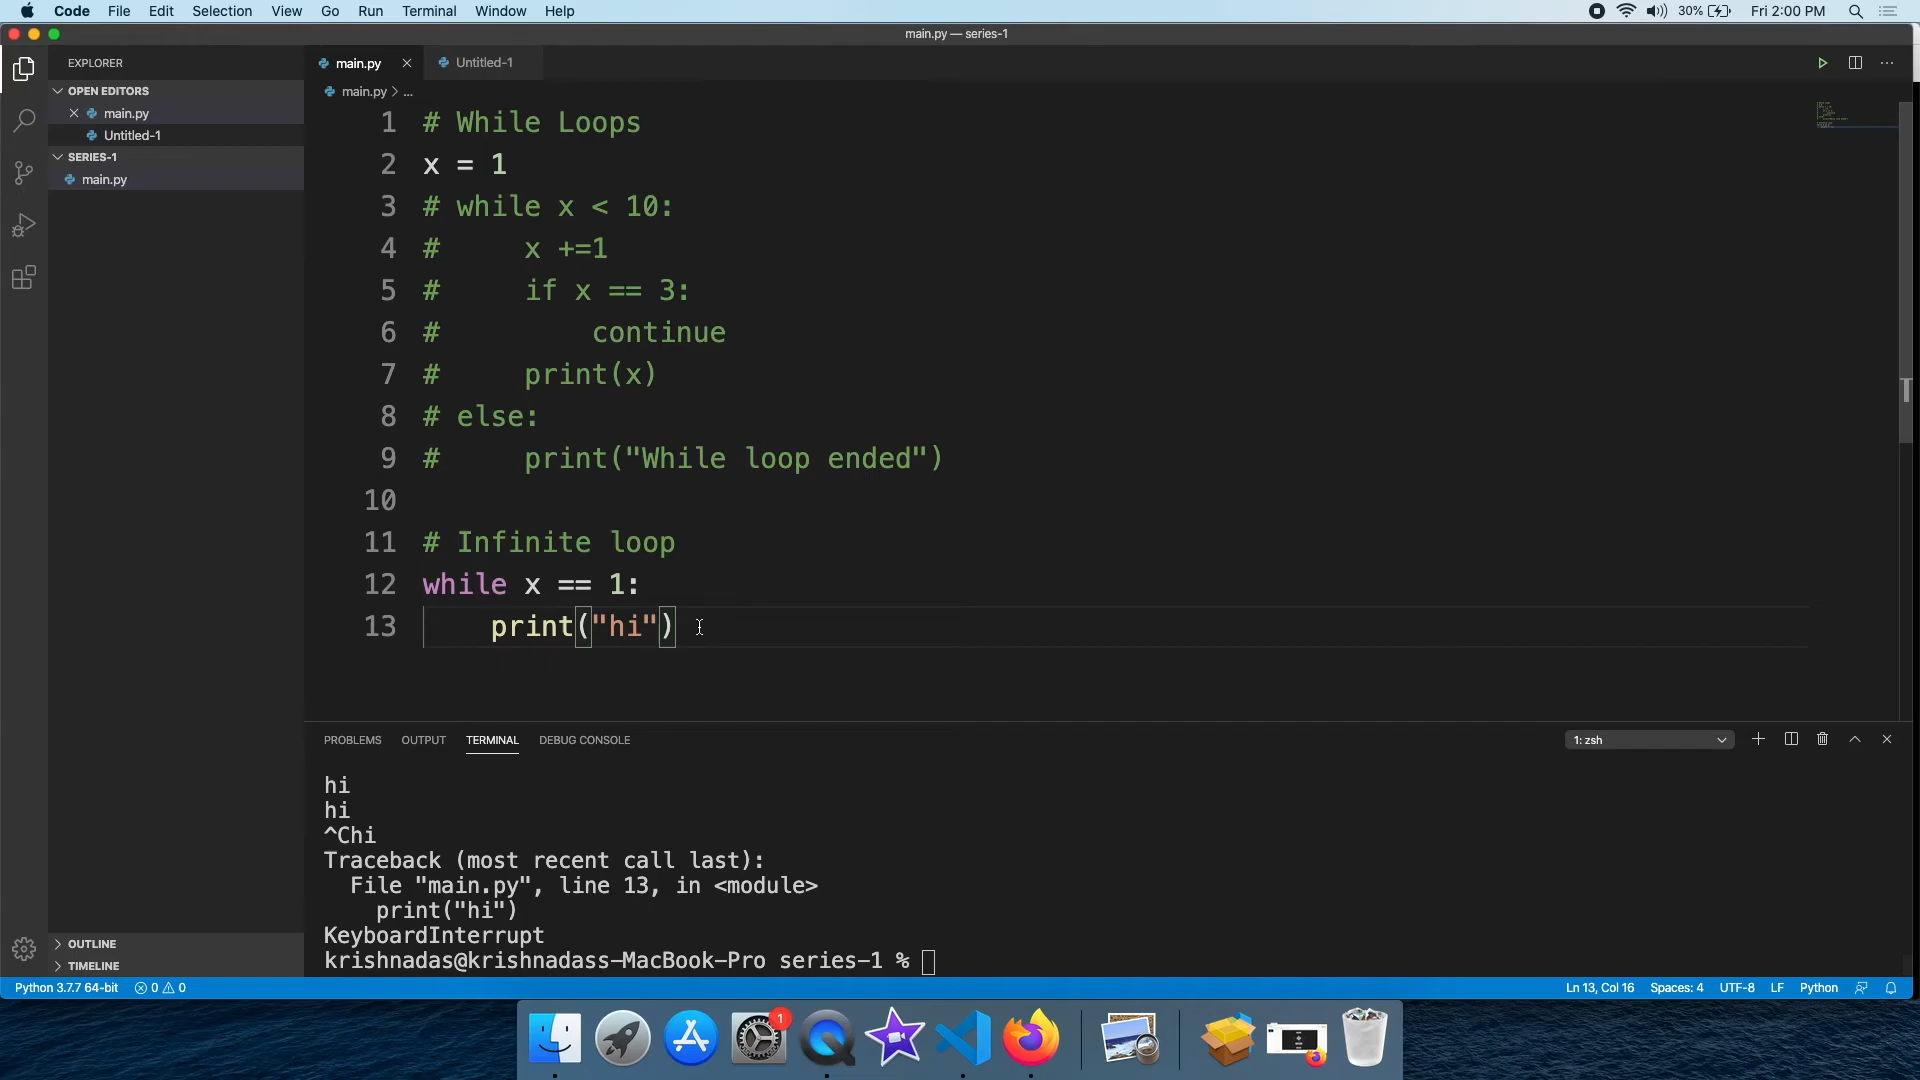 Code File Edit Selection View Go Run Terminal Window Help 30% Fri 2:00 PM
main.py — series-1
EXPLORER
OPEN EDITORS
main.py
Untitled-1
SERIES-1
main.py
OUTLINE
TIMELINE
main.py Untitled-1
main.py > ...
1 # While Loops
2 x = 1
3 # while x < 10:
4 #     x +=1
5 #     if x == 3:
6 #         continue
7 #     print(x)
8 # else:
9 #     print("While loop ended")
10
11 # Infinite loop
12 while x == 1:
13     print("hi")
PROBLEMS OUTPUT TERMINAL DEBUG CONSOLE 1: zsh
hi
hi
^Chi
Traceback (most recent call last):
  File "main.py", line 13, in <module>
    print("hi")
KeyboardInterrupt
krishnadas@krishnadass-MacBook-Pro series-1 %
Python 3.7.7 64-bit 0 0 Ln 13, Col 16 Spaces: 4 UTF-8 LF Python
1